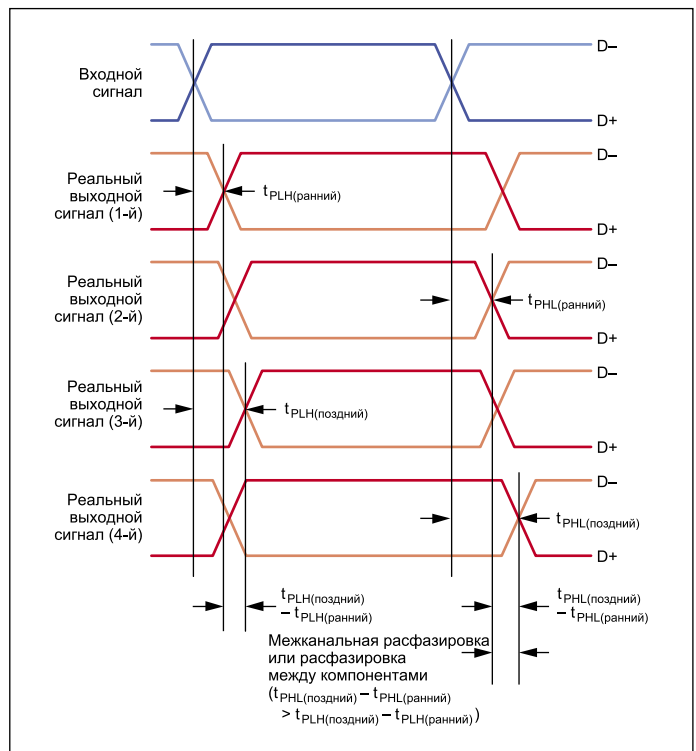 D–
Входной
сигнал
D+
D–
Реальный
выходной
сигнал (1-й)
tPLH(ранний)
D+
D–
Реальный
выходной
сигнал (2-й)
tPHL(ранний)
D+
D–
Реальный
выходной
сигнал (3-й)
tPLH(поздний)
D+
D–
Реальный
выходной
сигнал (4-й)
tPHL(поздний)
D+
tPLH(поздний)
– tPLH(ранний)
tPHL(поздний)
– tPHL(ранний)
Межканальная расфазировка
или расфазировка
между компонентами
(tPHL(поздний) – tPHL(ранний)
> tPLH(поздний) – tPLH(ранний))